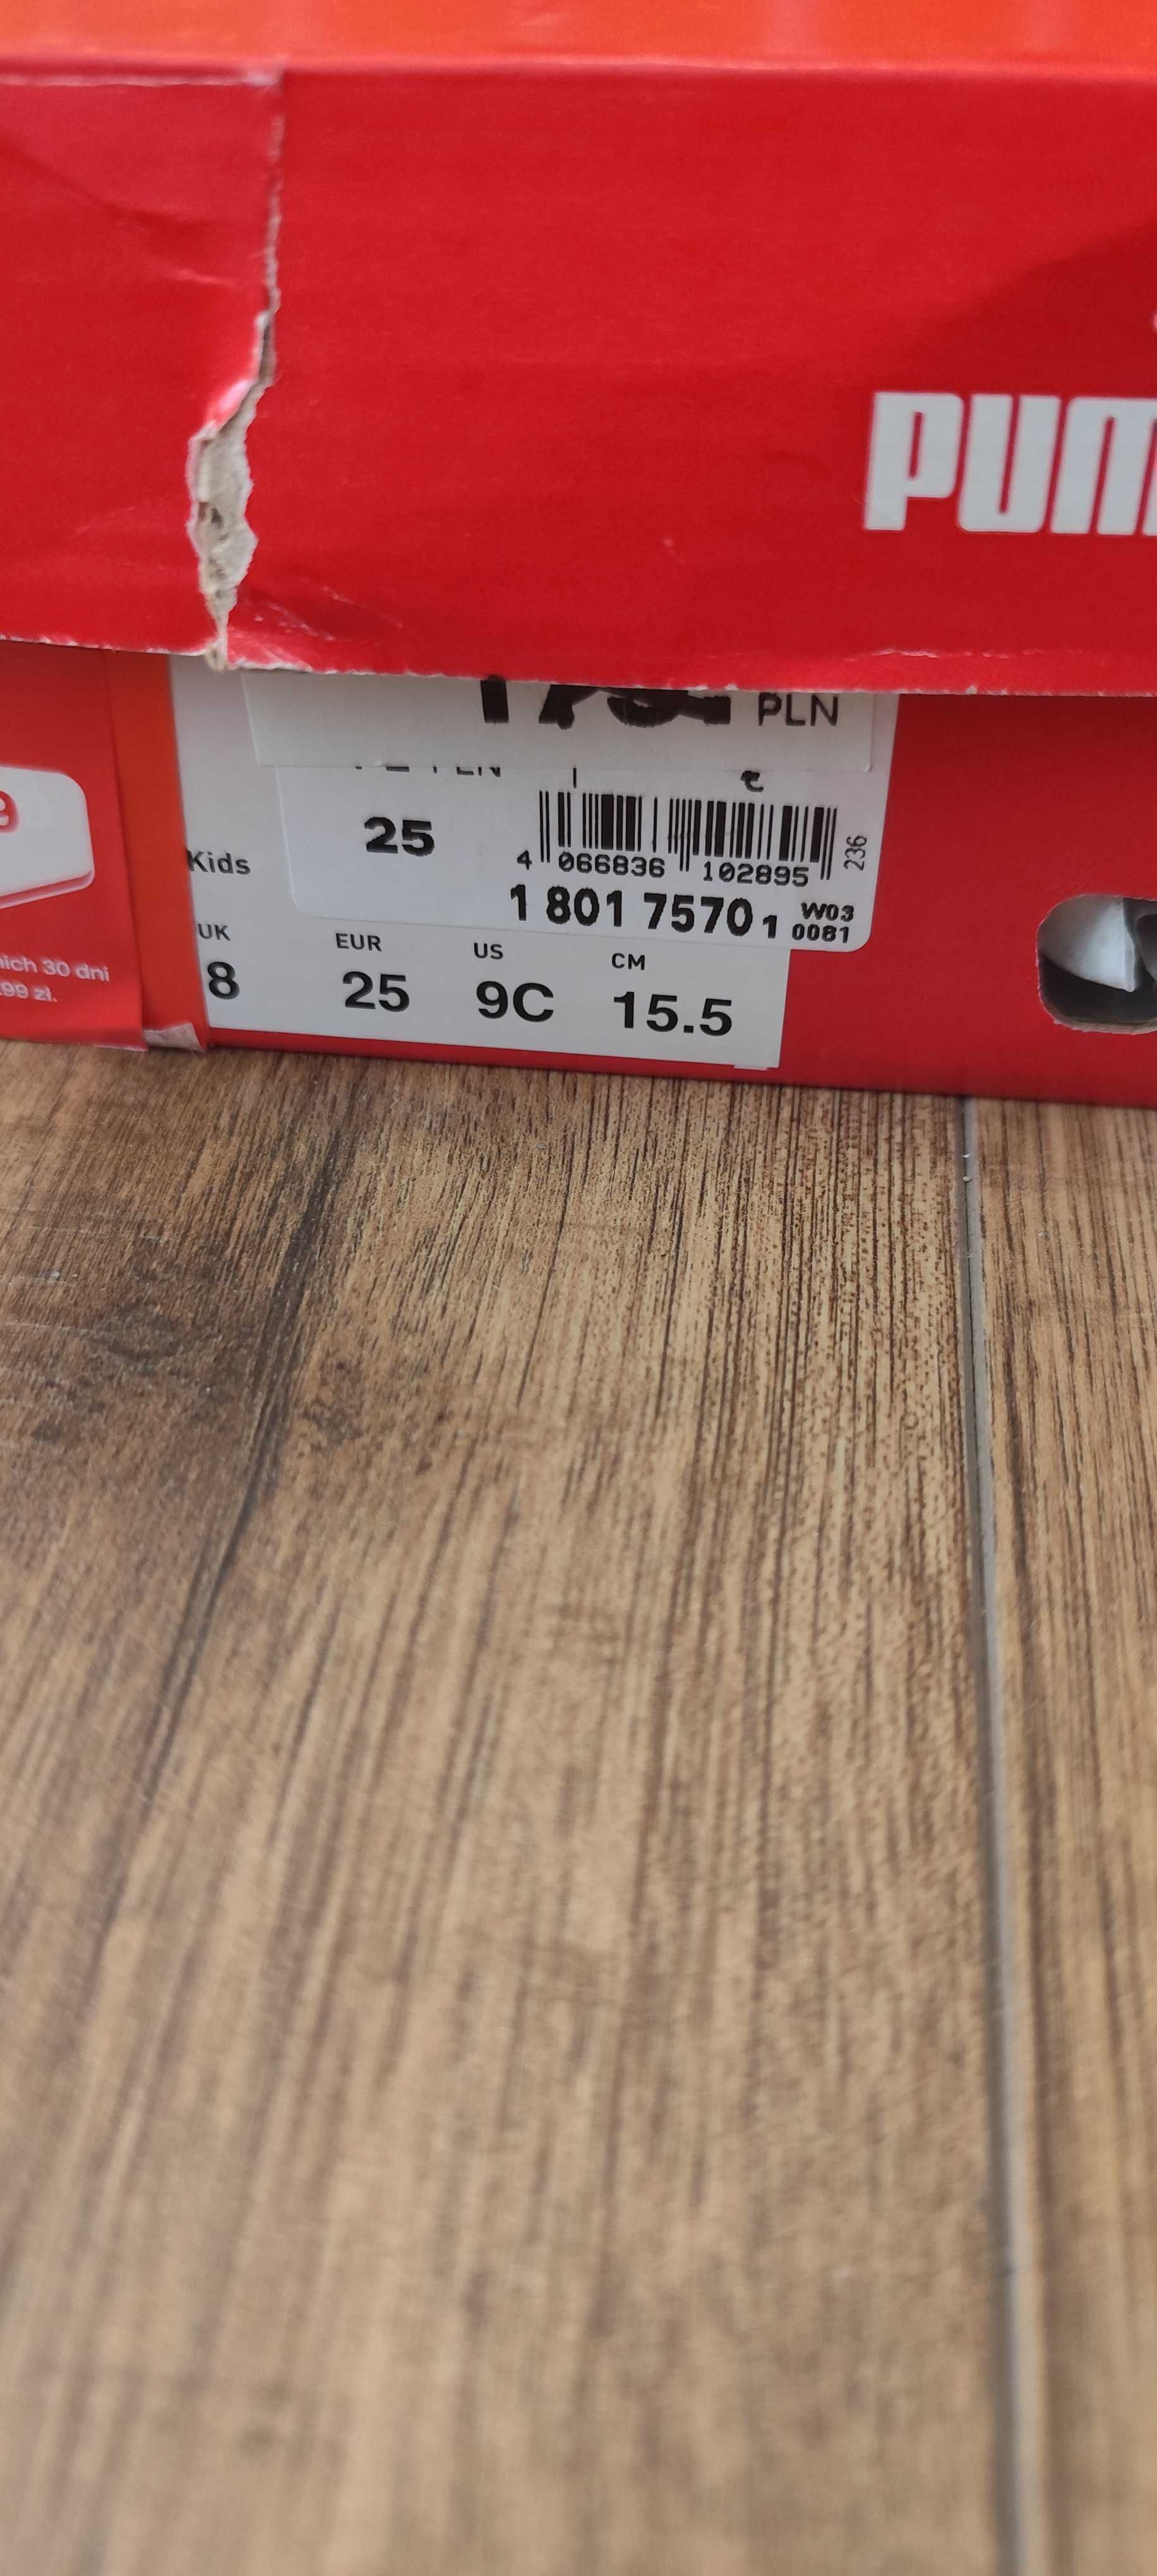 PUM
PLN
25
4 066836 102895
236
1 801 7570 1
W03
0081
Kids
UK EUR US CM
8 25 9C 15.5
30 dni
99 zł.